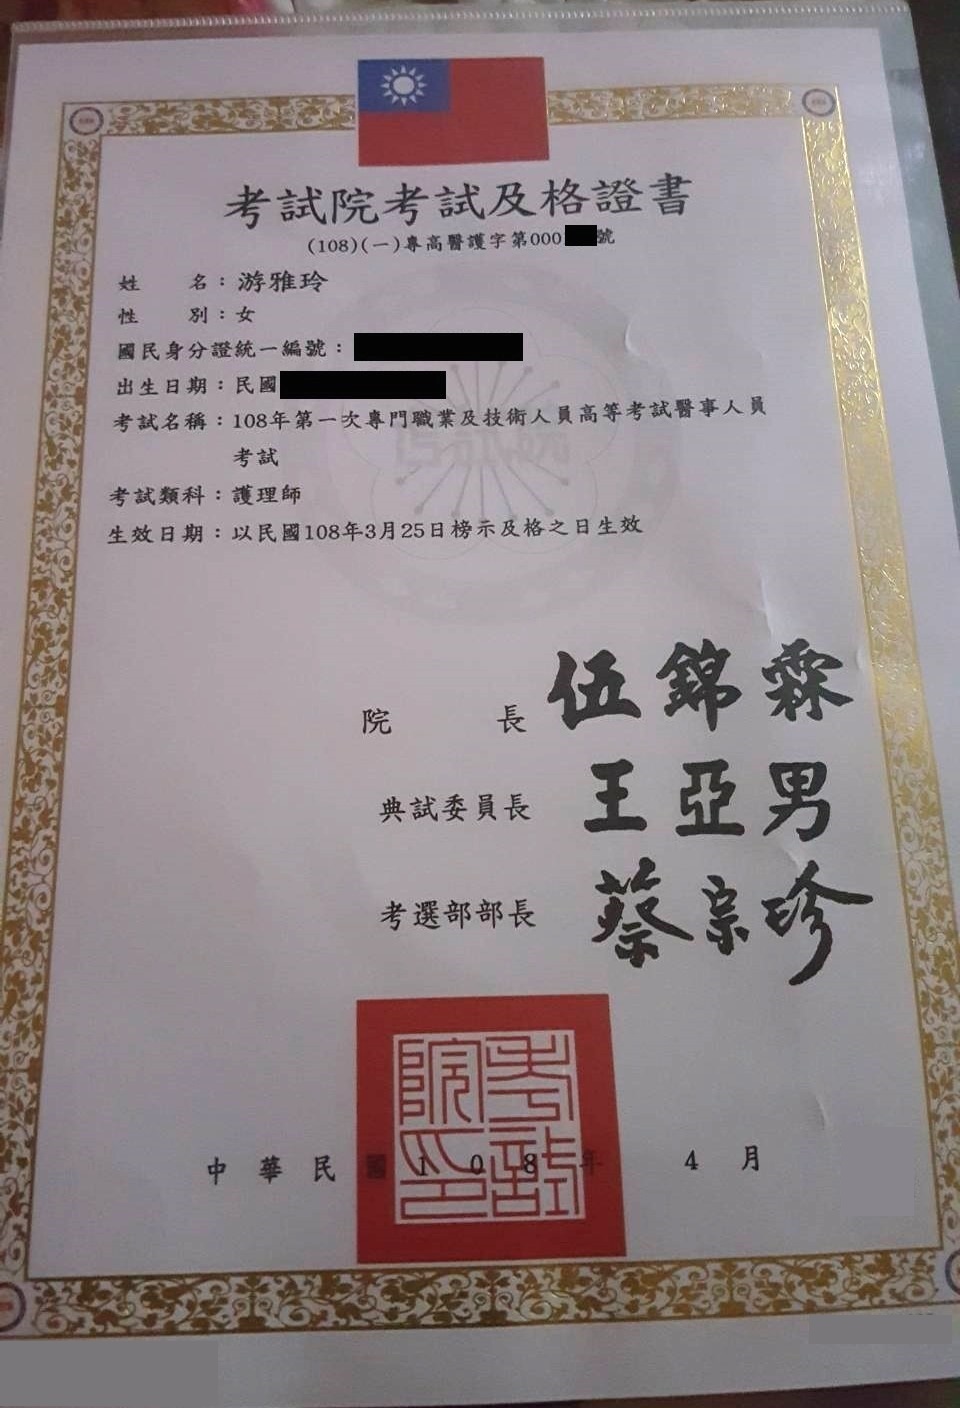 考試院考試及格證書
(108)(一)專高醫護字第000 號
姓 名：游雅玲
性 別：女
國民身分證統一編號：
出生日期：民國
考試名稱：108年第一次專門職業及技術人員高等考試醫事人員
考試
考試類科：護理師
生效日期：以民國108年3月25日榜示及格之日生效
院 長 伍錦霖
典試委員長 王亞男
考選部部長 蔡宗珍
考試院印
中華民國108年 4月